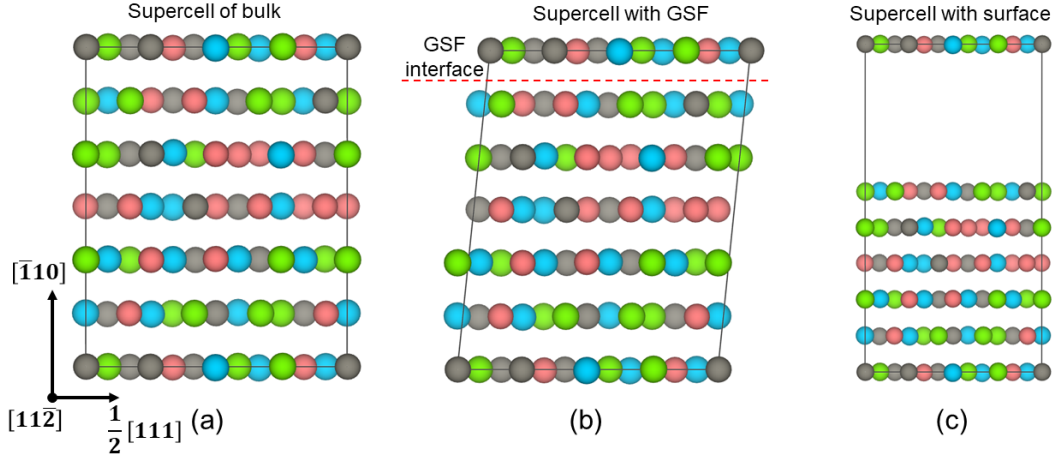 Supercell of bulk
Supercell with GSF
Supercell with surface
GSF
interface
[1̅10]
[112̅]
1/2 [111]
(a)
(b)
(c)